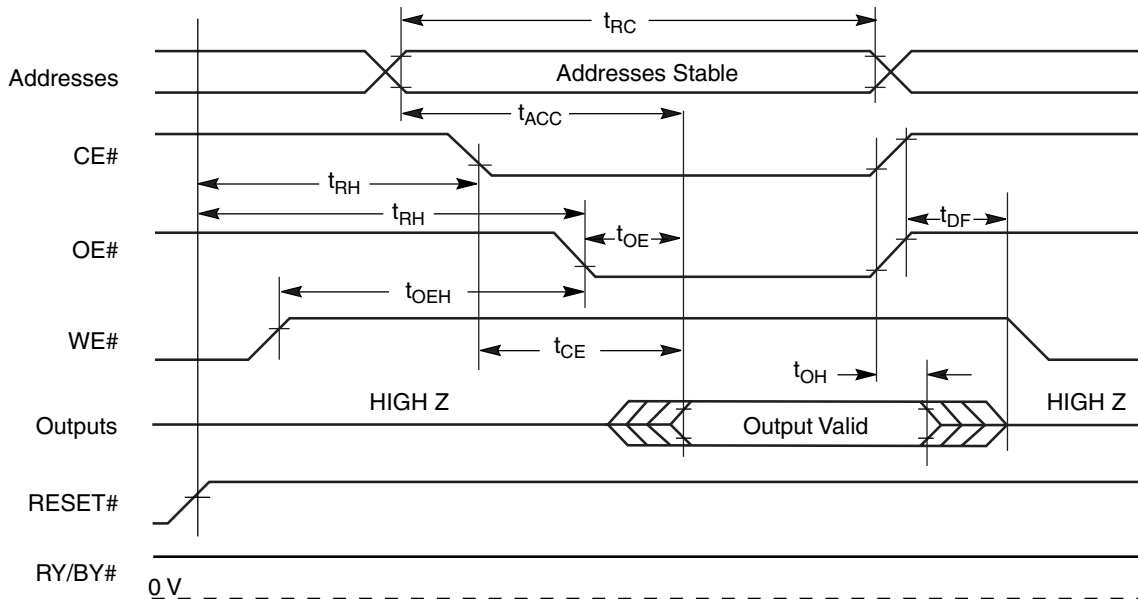 tRC
Addresses
Addresses Stable
tACC
CE#
tRH
tRH
tDF
tOE
OE#
tOEH
WE#
tCE
tOH
HIGH Z
HIGH Z
Outputs
Output Valid
RESET#
RY/BY#
0 V